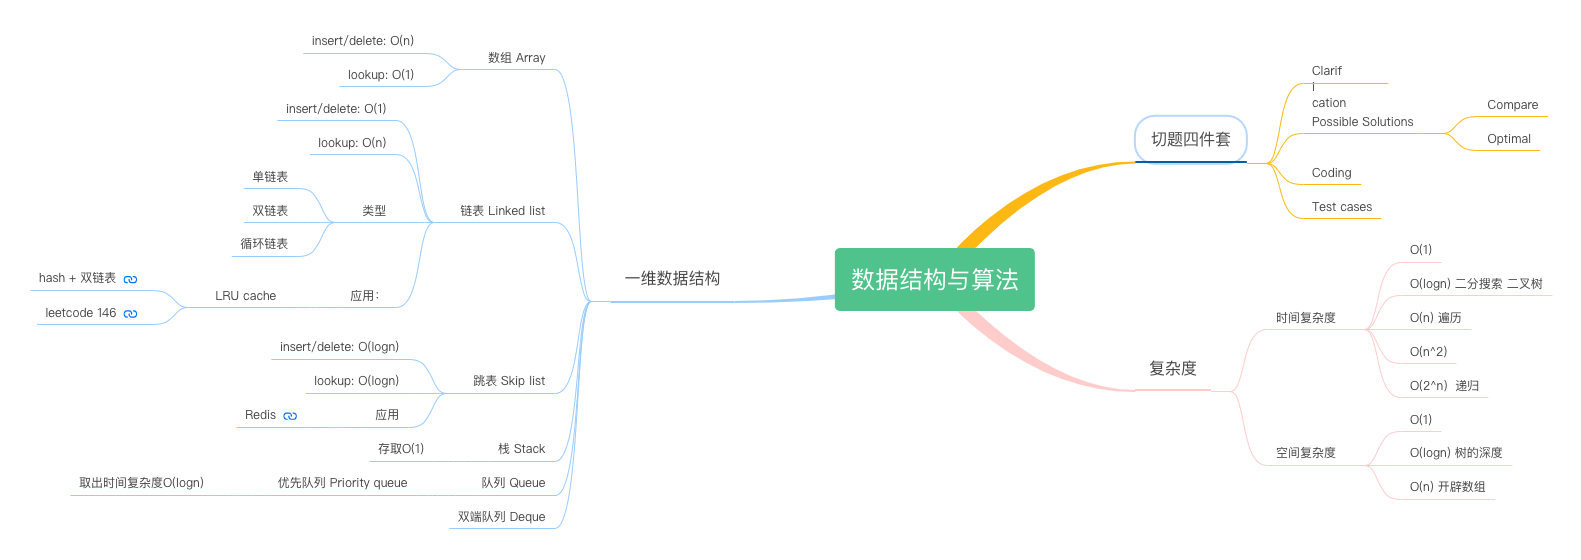 数据结构与算法
切题四件套
Clarif
i
cation
Possible Solutions
Compare
Optimal
Coding
Test cases
复杂度
时间复杂度
O(1)
O(logn) 二分搜索 二叉树
O(n) 遍历
O(n^2)
O(2^n) 递归
空间复杂度
O(1)
O(logn) 树的深度
O(n) 开辟数组
一维数据结构
数组 Array
insert/delete: O(n)
lookup: O(1)
链表 Linked list
insert/delete: O(1)
lookup: O(n)
类型
单链表
双链表
循环链表
应用：
LRU cache
hash + 双链表
leetcode 146
跳表 Skip list
insert/delete: O(logn)
lookup: O(logn)
应用
Redis
栈 Stack
存取O(1)
队列 Queue
优先队列 Priority queue
取出时间复杂度O(logn)
双端队列 Deque